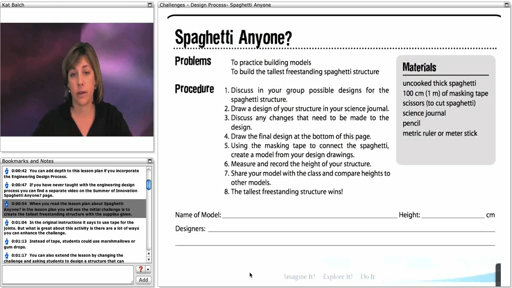 Kat Balch
Challenges - Design Process- Spaghetti Anyone
Spaghetti Anyone?
Problems
To practice building models
To build the tallest freestanding spaghetti structure
Procedure
1. Discuss in your group possible designs for the
spaghetti structure.
2. Draw a design of your structure in your science journal.
3. Discuss any changes that need to be made to the
design.
4. Draw the final design at the bottom of this page.
5. Using the masking tape to connect the spaghetti,
create a model from your design drawings.
6. Measure and record the height of your structure.
7. Share your model with the class and compare heights to
other models.
8. The tallest freestanding structure wins!
Materials
uncooked thick spaghetti
100 cm (1 m) of masking tape
scissors (to cut spaghetti)
science journal
pencil
metric ruler or meter stick
Name of Model:
Height:
cm
Designers:
Imagine It! Explore It! Do It
Bookmarks and Notes
0:00:42 You can add depth to this lesson plan if you incorporate
the Engineering Design Process.
0:00:47 If you have never taught with the engineering design
process you can find a separate video on the Summer of Innovation
Spaghetti Anyone? page.
When you read the lesson plan about Spaghetti
Anyone? in the lesson plan you will see the initial challenge is to
create the tallest freestanding structure with the supplies given.
0:01:04 In the original instructions it says to use tape for the
joints. But what is great about this activity is there are a lot of ways
you can enhance the challenge.
0:01:13 Instead of tape, students could use marshmallows or
gum drops.
0:01:17 You can also extend the lesson by changing the
challenge and asking students to design a structure that can
?
Add